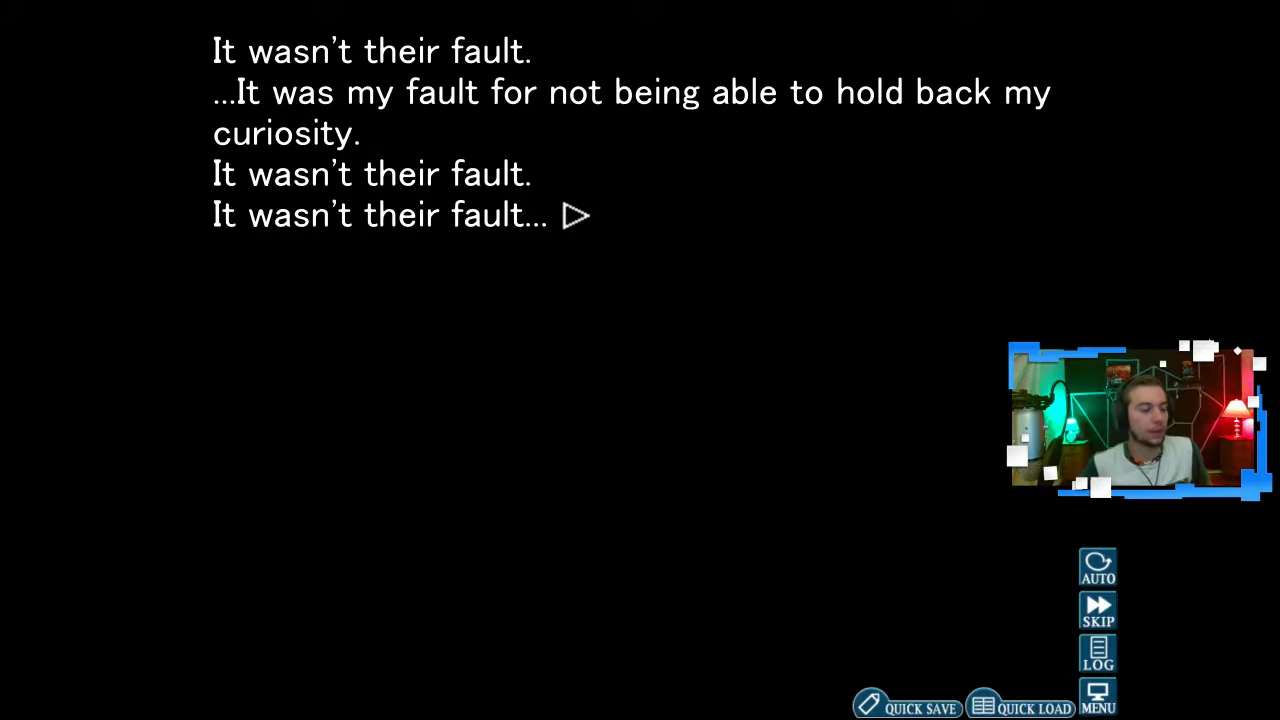 It wasn't their fault.
...It was my fault for not being able to hold back my
curiosity.
It wasn't their fault.
It wasn't their fault...
AUTO
SKIP
LOG
MENU
QUICK SAVE
QUICK LOAD